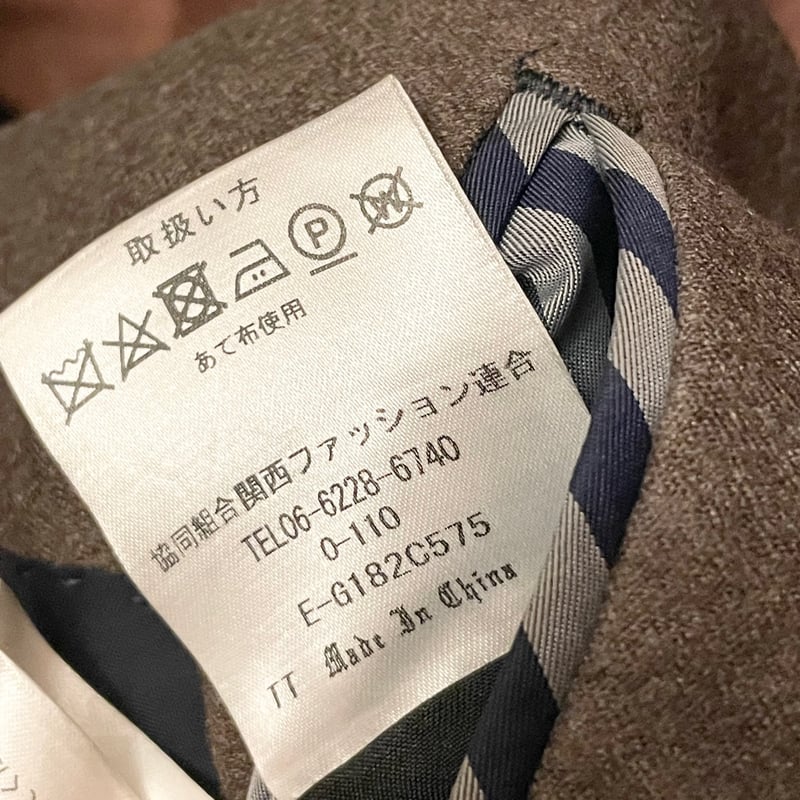 取扱い方
P W
あて布使用
協同組合関西ファッション連合
TEL06-6228-6740
0-110
E-G182C575
TT Made In China